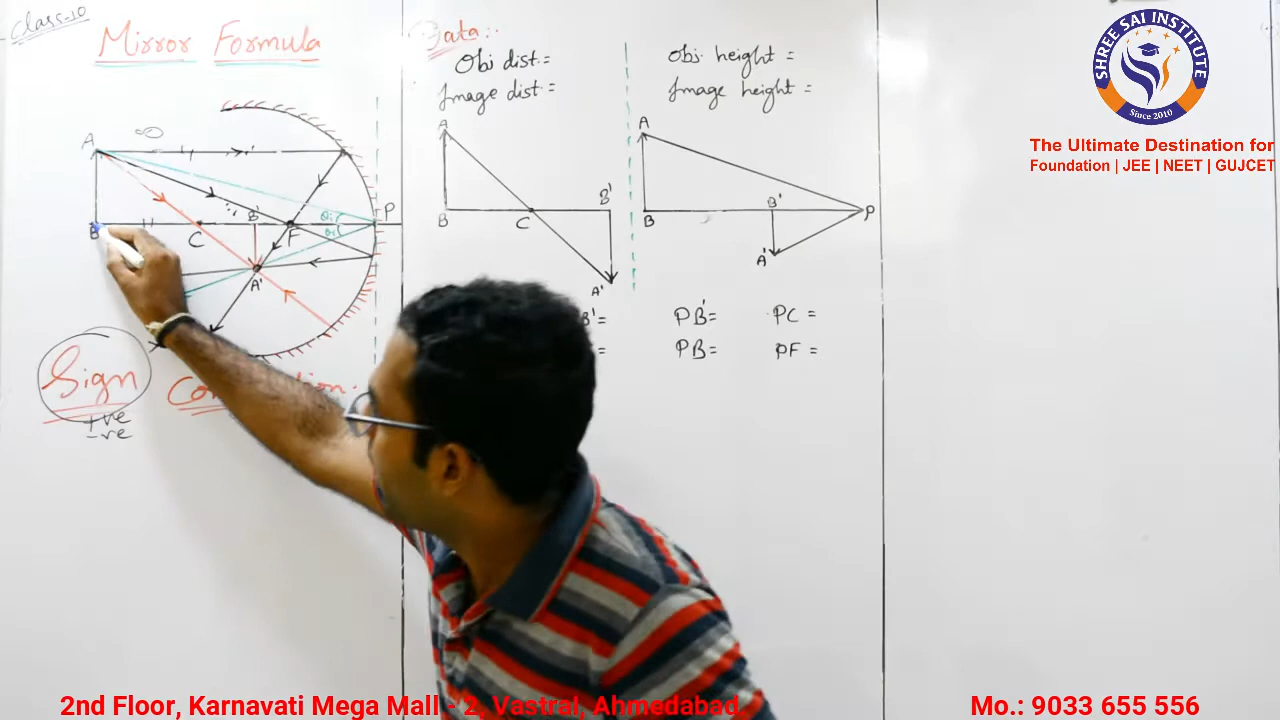 Class-10
Mirror Formula
Data:-
Obj dist =
Image dist =
Obj height =
Image height =
A
∞
B
C
B'
F
P
θi
θr
A'
A
B
C
B'
A'
A
B
B'
P
A'
B'=
=
PB'=
PC =
PB=
PF =
Sign
+ve
-ve
SHREE SAI INSTITUTE
Since 2010
The Ultimate Destination for
Foundation | JEE | NEET | GUJCET
2nd Floor, Karnavati Mega Mall - 2, Vastral, Ahmedabad,
Mo.: 9033 655 556